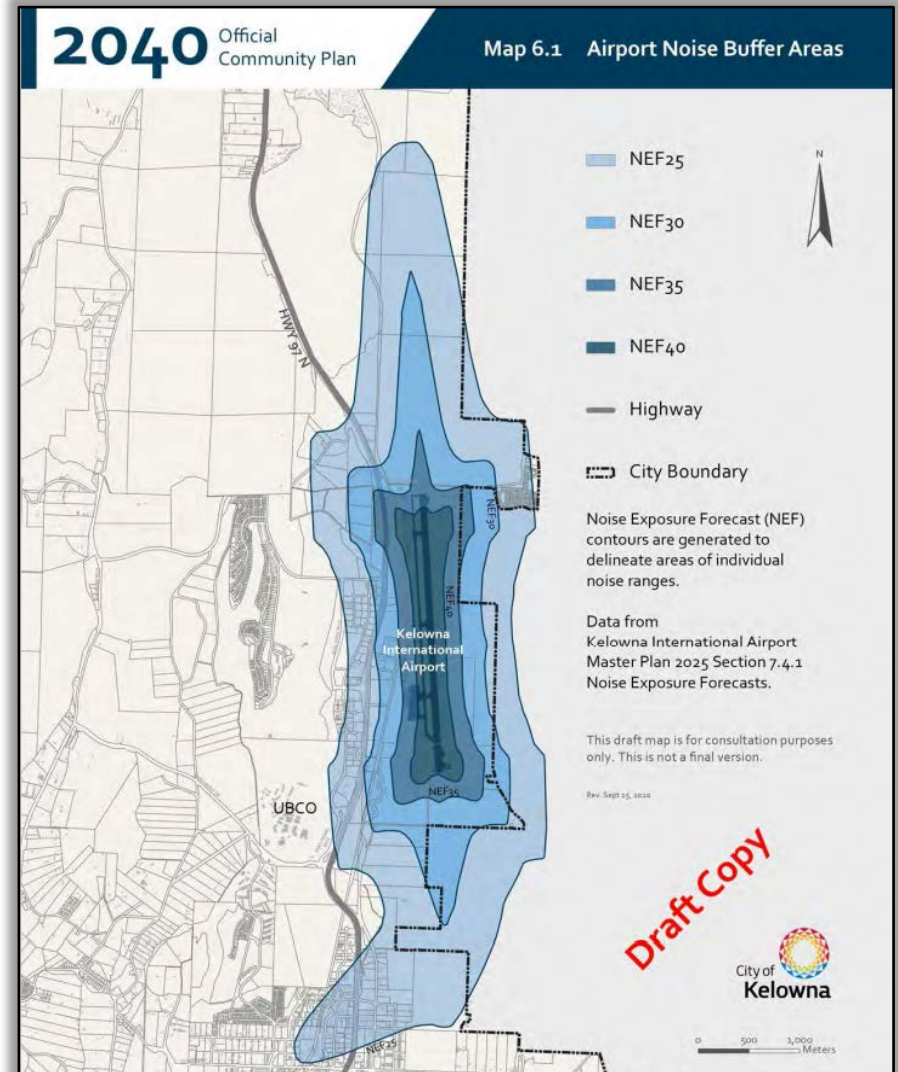 2040 Official
Community Plan
Map 6.1 Airport Noise Buffer Areas
NEF25
N
NEF30
NEF35
NEF40
Highway
City Boundary
Noise Exposure Forecast (NEF)
contours are generated to
delineate areas of individual
noise ranges.
Data from
Kelowna International Airport
Master Plan 2025 Section 7.4.1
Noise Exposure Forecasts.
This draft map is for consultation purposes
only. This is not a final version.
Rev. Sept 25, 2020
HWY 97 N
NEF30
NEF40
Kelowna
International
Airport
NEF35
UBCO
NEF25
Draft Copy
City of
Kelowna
0 500 1,000
Meters